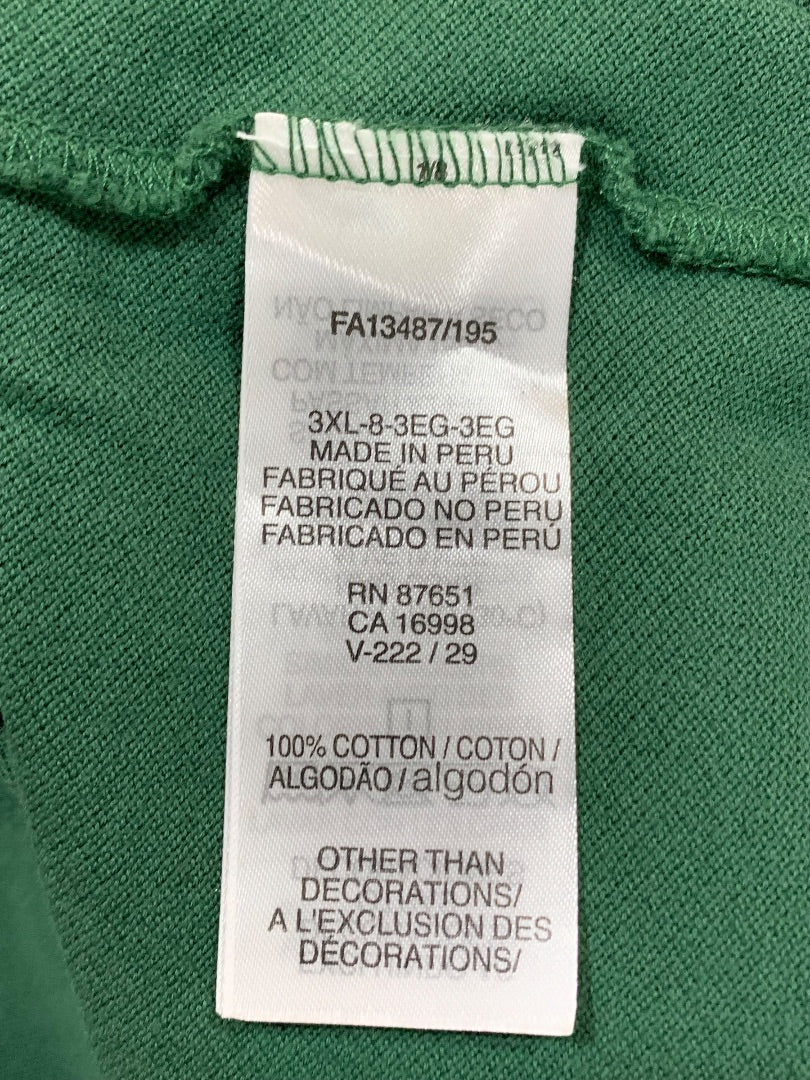 FA13487/195
3XL-8-3EG-3EG
MADE IN PERU
FABRIQUÉ AU PÉROU
FABRICADO NO PERU
FABRICADO EN PERÚ
RN 87651
CA 16998
V-222 / 29
100% COTTON / COTON /
ALGODÃO / algodón
OTHER THAN
DECORATIONS/
A L'EXCLUSION DES
DÉCORATIONS/